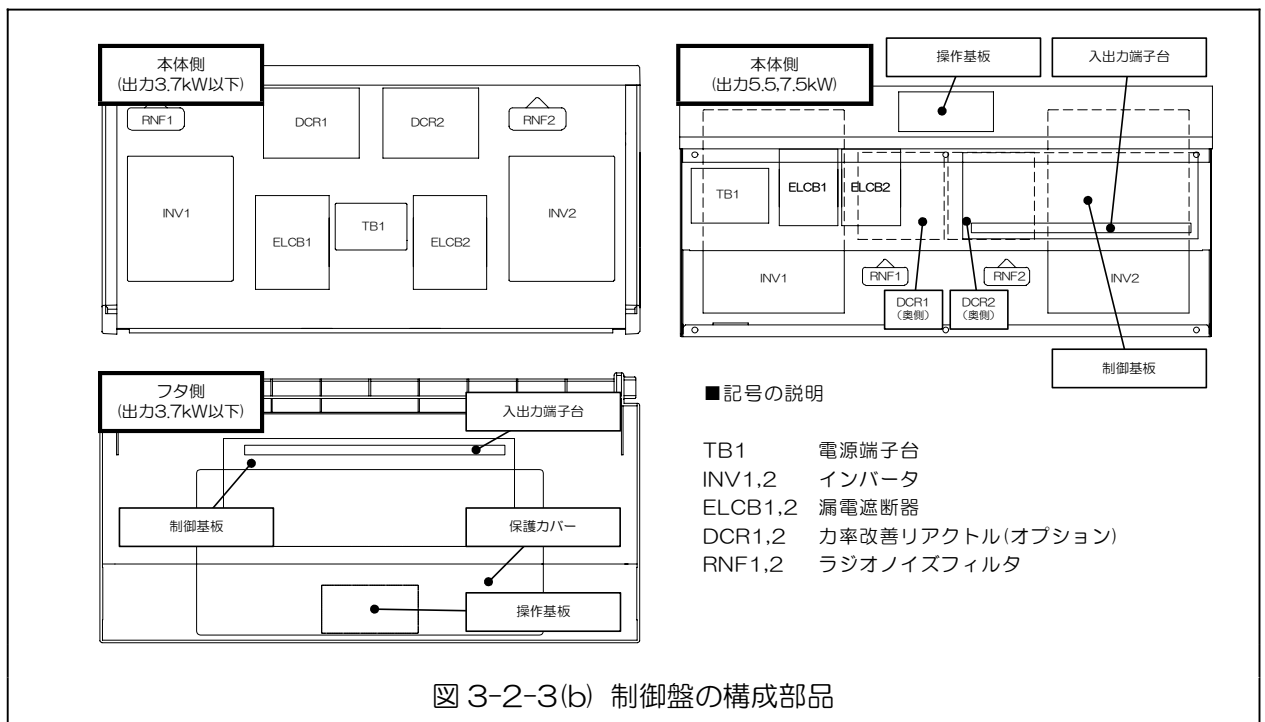 本体側
(出力3.7kW以下)
RNF1
DCR1
DCR2
RNF2
INV1
ELCB1
TB1
ELCB2
INV2
本体側
(出力5.5,7.5kW)
操作基板
入出力端子台
TB1
ELCB1
ELCB2
INV1
RNF1
RNF2
INV2
DCR1
(奥側)
DCR2
(奥側)
制御基板
フタ側
(出力3.7kW以下)
入出力端子台
制御基板
保護カバー
操作基板
■記号の説明
TB1 電源端子台
INV1,2 インバータ
ELCB1,2 漏電遮断器
DCR1,2 力率改善リアクトル(オプション)
RNF1,2 ラジオノイズフィルタ
図 3-2-3(b) 制御盤の構成部品